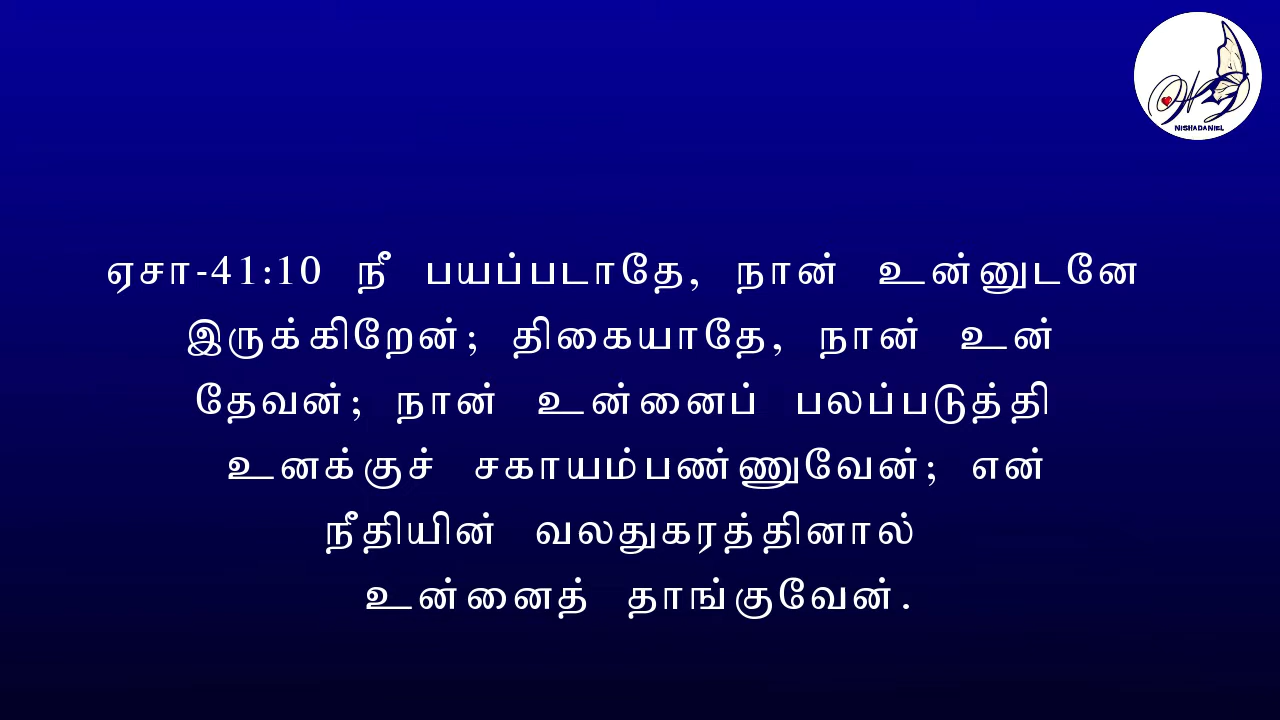 NISHADANIEL
ஏசா-41:10 நீ பயப்படாதே, நான் உன்னுடனே
இருக்கிறேன்; திகையாதே, நான் உன்
தேவன்; நான் உன்னைப் பலப்படுத்தி
உனக்குச் சகாயம்பண்ணுவேன்; என்
நீதியின் வலதுகரத்தினால்
உன்னைத் தாங்குவேன்.